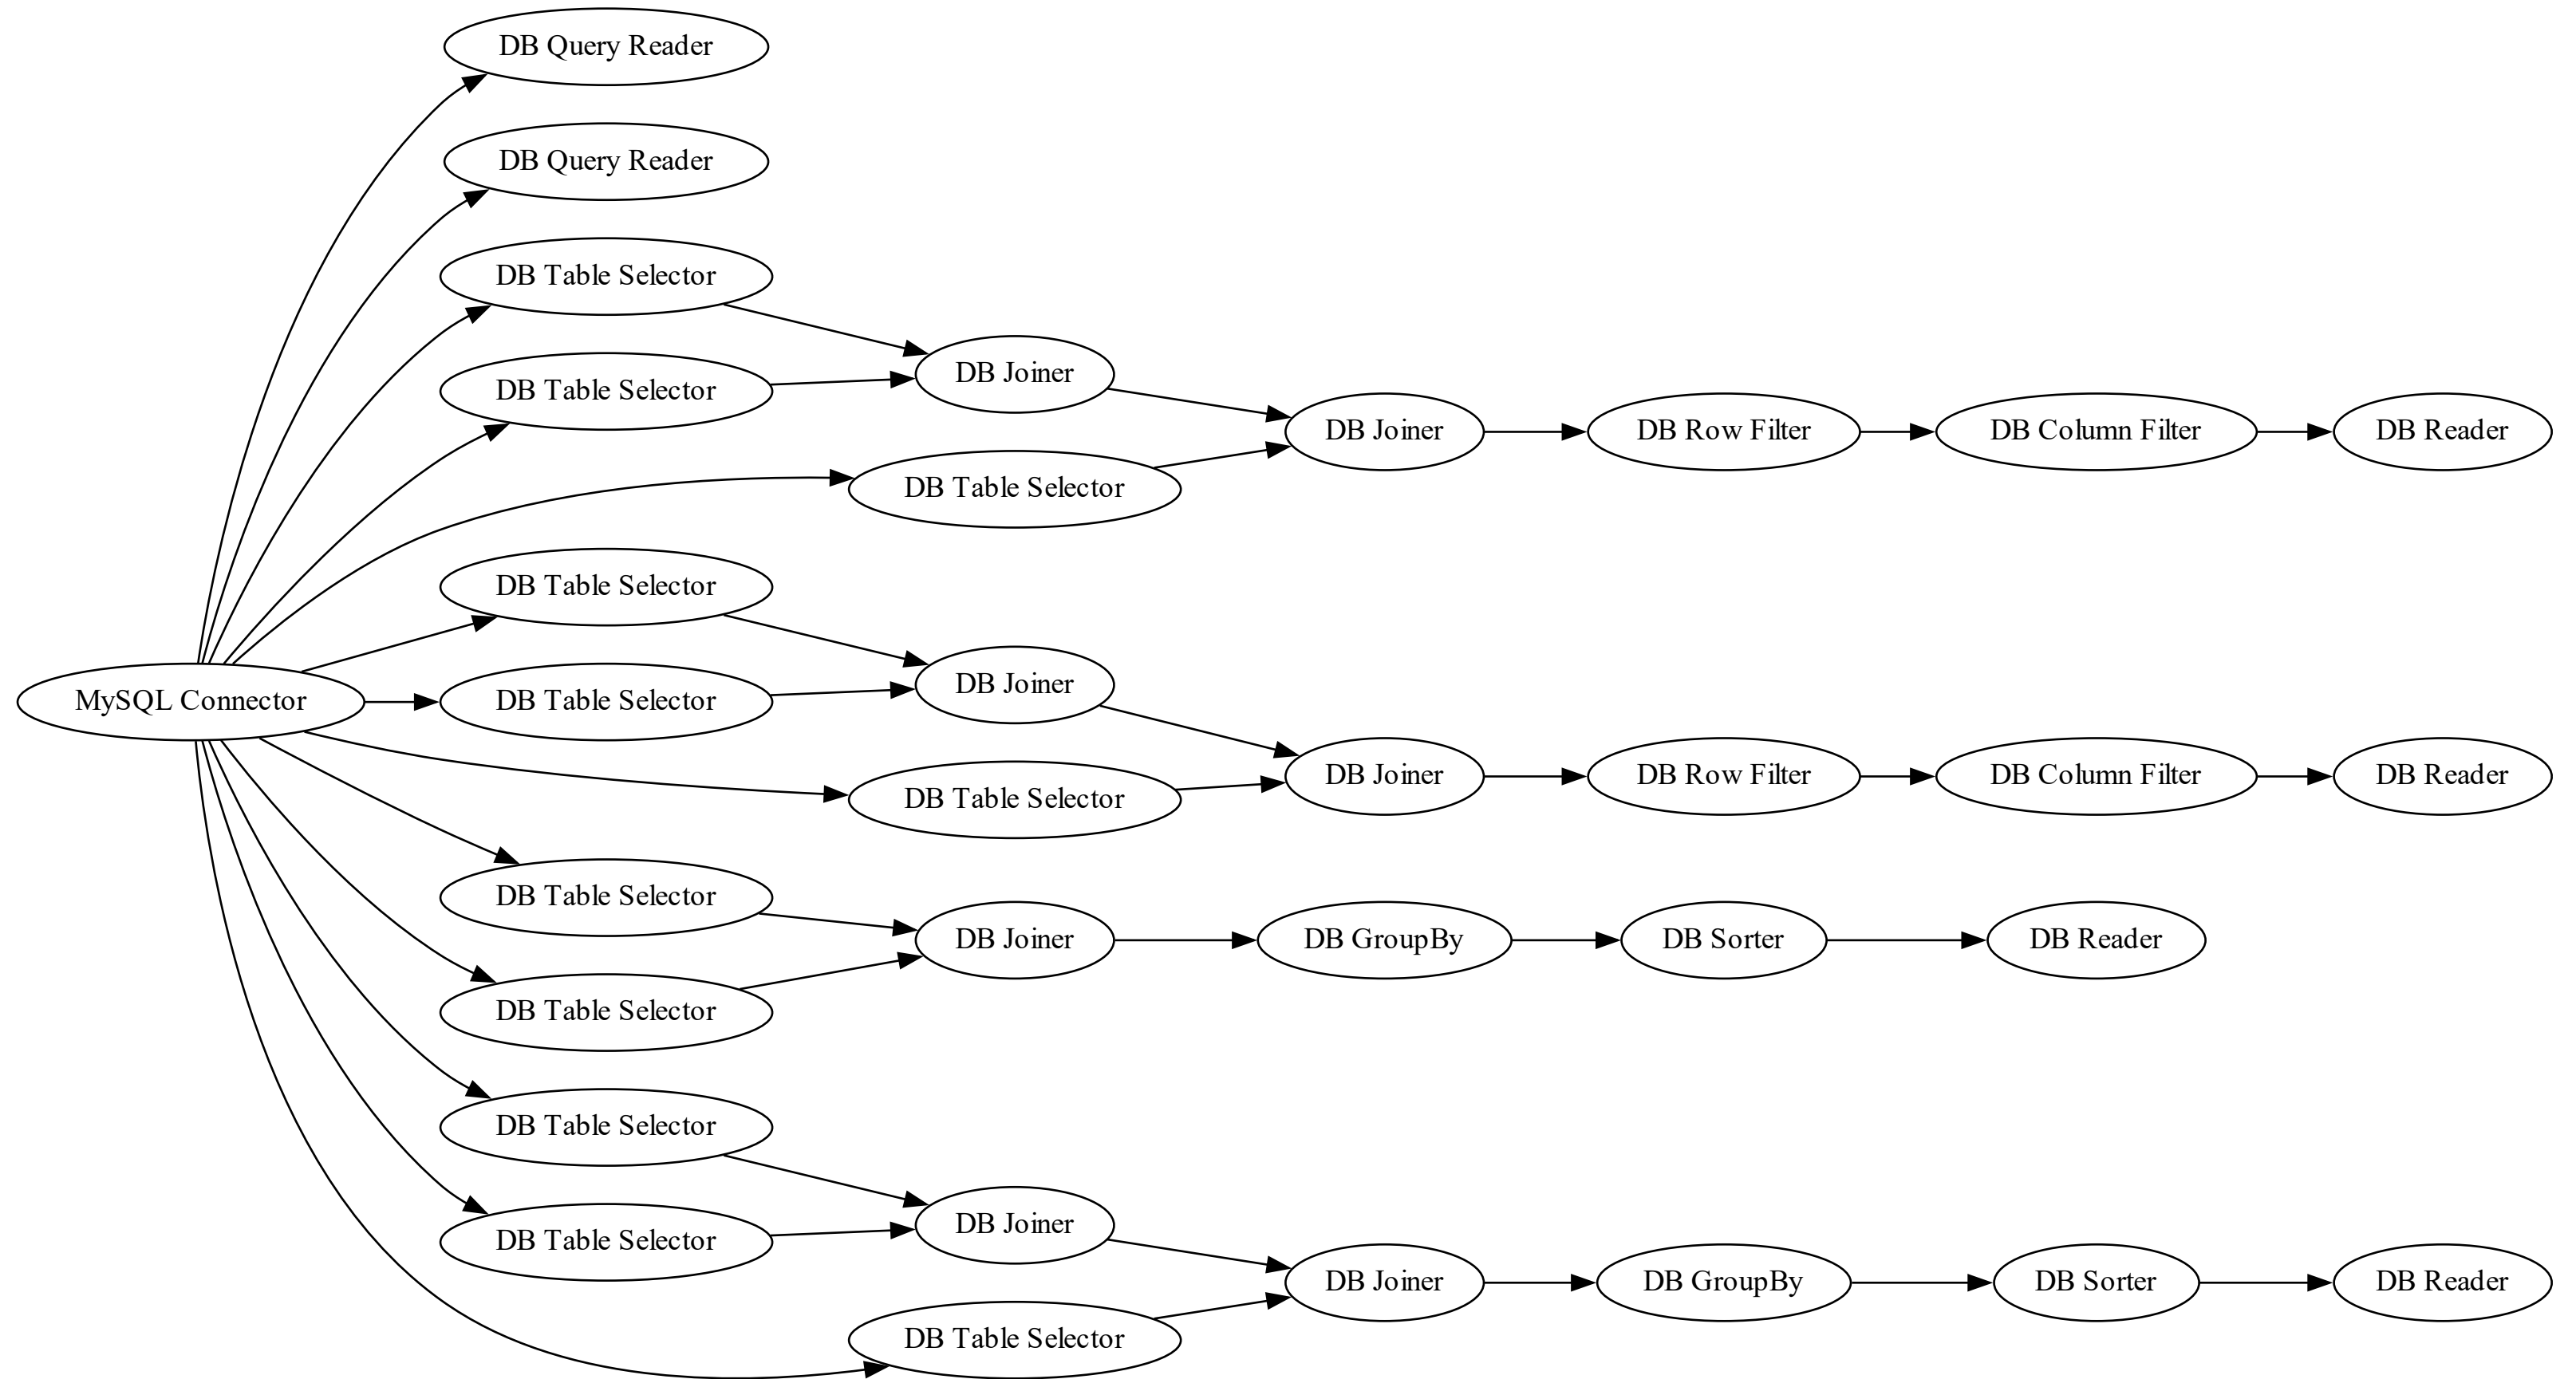 DB Query Reader
DB Query Reader
DB Table Selector
DB Table Selector
DB Joiner
DB Joiner
DB Row Filter
DB Column Filter
DB Reader
DB Table Selector
DB Table Selector
DB Joiner
MySQL Connector
DB Table Selector
DB Joiner
DB Row Filter
DB Column Filter
DB Reader
DB Table Selector
DB Table Selector
DB Joiner
DB GroupBy
DB Sorter
DB Reader
DB Table Selector
DB Table Selector
DB Joiner
DB Table Selector
DB Joiner
DB GroupBy
DB Sorter
DB Reader
DB Table Selector